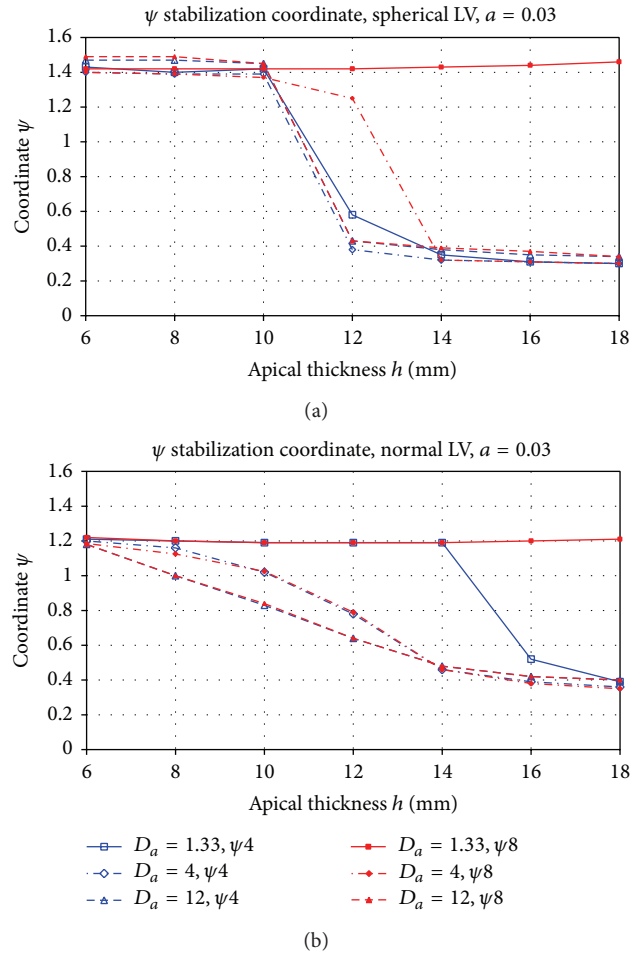 ψ stabilization coordinate, spherical LV, a = 0.03
1.6
1.4
1.2
1
0.8
0.6
0.4
0.2
0
Coordinate ψ
6 8 10 12 14 16 18
Apical thickness h (mm)
(a)
ψ stabilization coordinate, normal LV, a = 0.03
1.6
1.4
1.2
1
0.8
0.6
0.4
0.2
0
Coordinate ψ
6 8 10 12 14 16 18
Apical thickness h (mm)
D_a = 1.33, ψ4
D_a = 4, ψ4
D_a = 12, ψ4
D_a = 1.33, ψ8
D_a = 4, ψ8
D_a = 12, ψ8
(b)